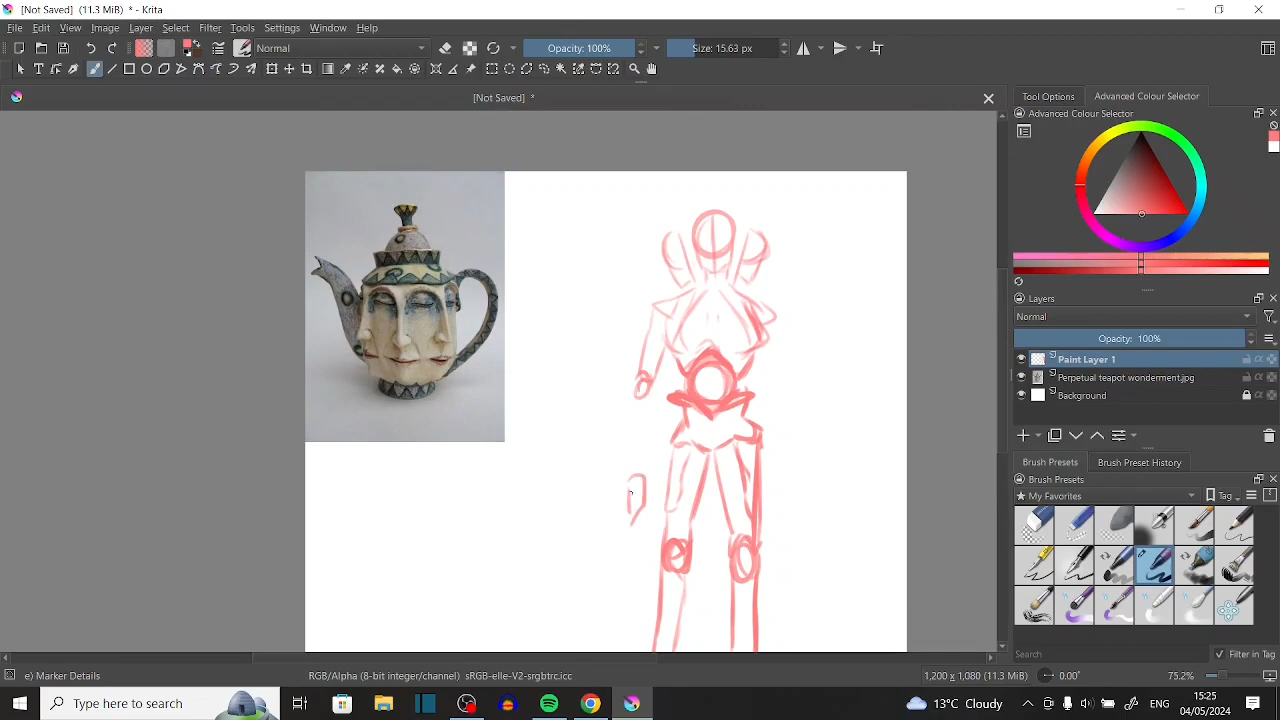 [Not Saved] (11.3 MiB) * - Krita
File Edit View Image Layer Select Filter Tools Settings Window Help
Normal Opacity: 100% Size: 15.63 px
[Not Saved] *
Tool Options Advanced Colour Selector
Advanced Colour Selector
Layers
Normal
Opacity: 100%
Paint Layer 1
Perpetual teapot wonderment.jpg
Background
Brush Presets Brush Preset History
Brush Presets
My Favorites Tag
Search Filter in Tag
e) Marker Details RGB/Alpha (8-bit integer/channel) sRGB-elle-V2-srgbtrc.icc 1,200 x 1,080 (11.3 MiB) 0.00° 75.2%
Type here to search 13°C Cloudy 15:25
04/05/2024